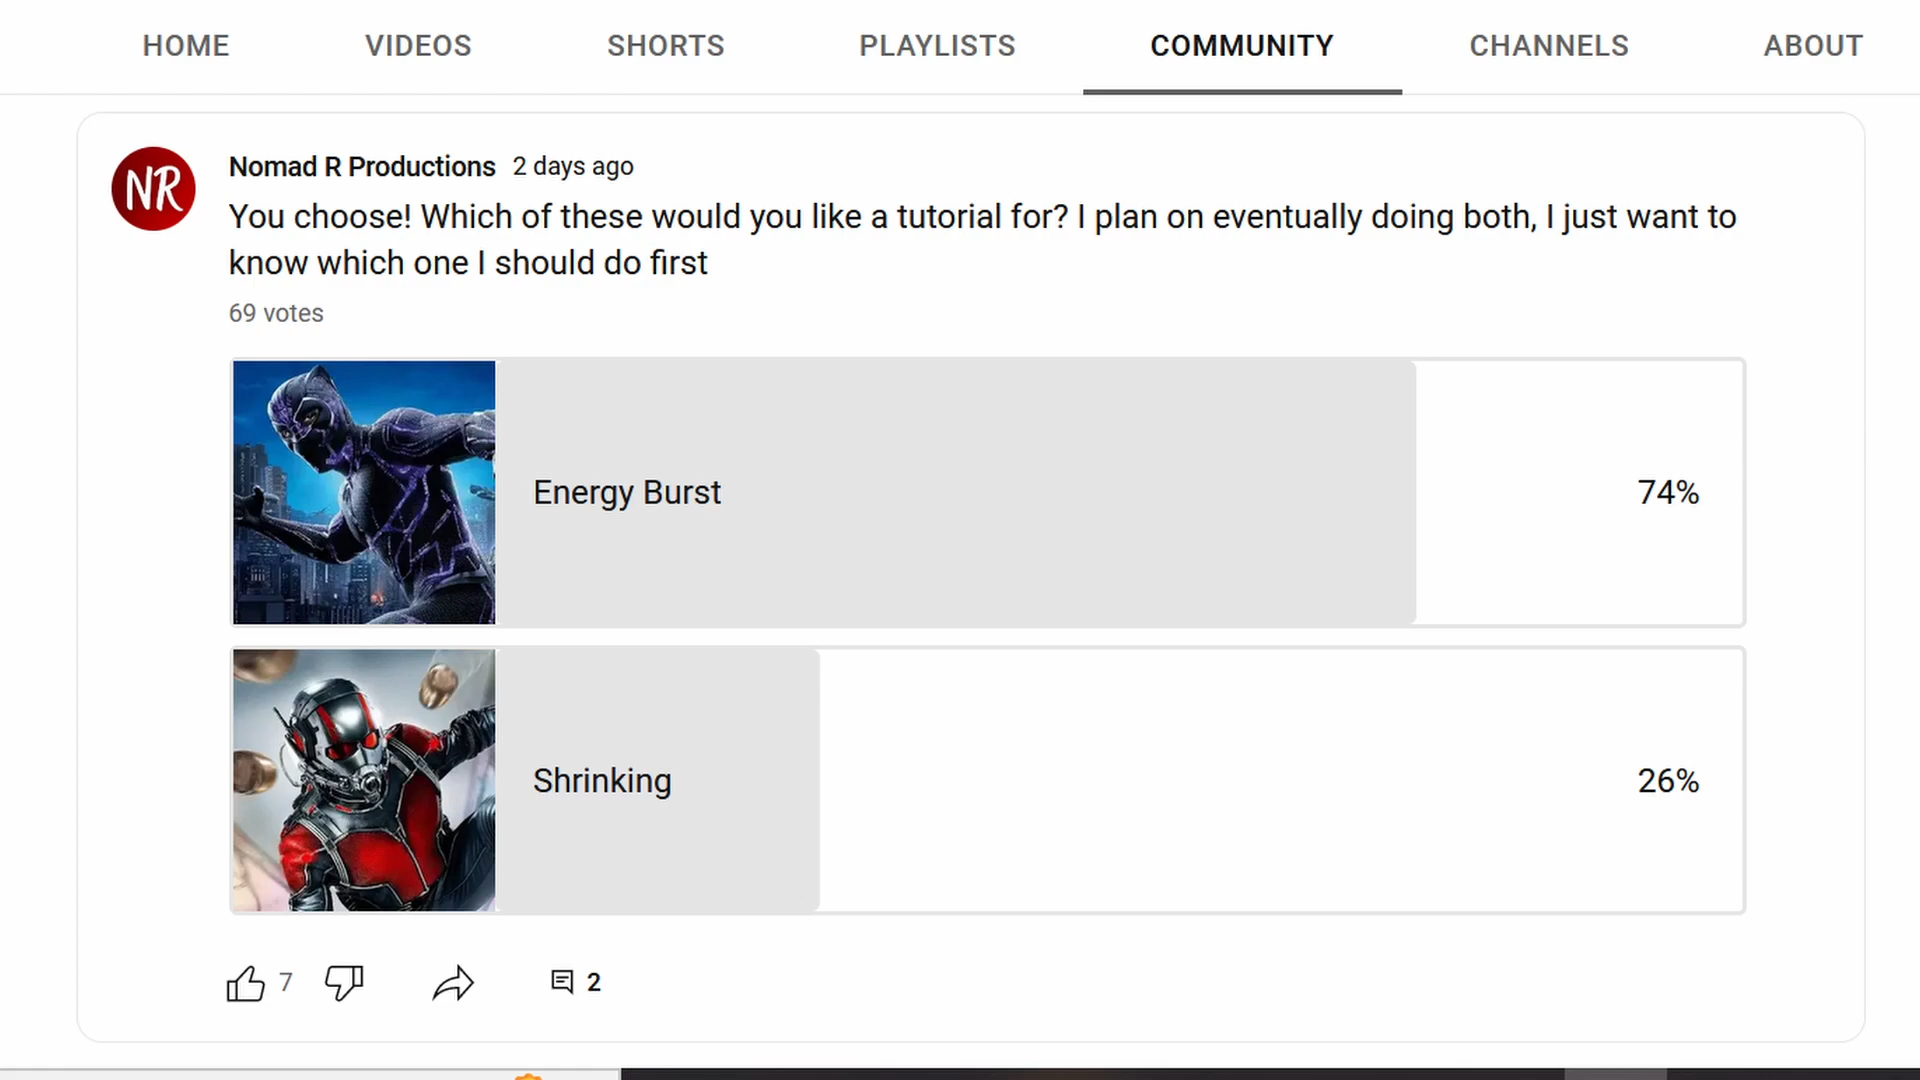 HOME VIDEOS SHORTS PLAYLISTS COMMUNITY CHANNELS ABOUT
NR
Nomad R Productions 2 days ago
You choose! Which of these would you like a tutorial for? I plan on eventually doing both, I just want to
know which one I should do first
69 votes
Energy Burst 74%
Shrinking 26%
7 2